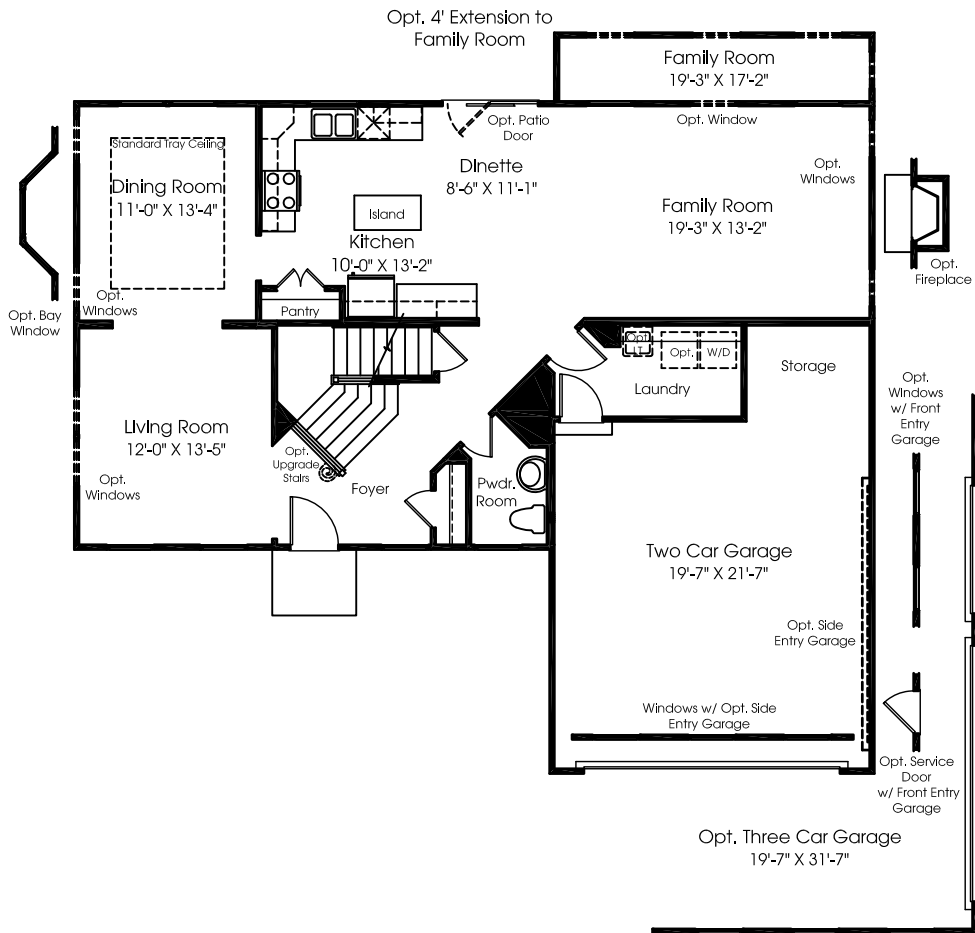 Opt. 4' Extension to
Family Room
Family Room
19'-3" X 17'-2"
Opt. Patio
Door
Opt. Window
Standard Tray Ceiling
Dining Room
11'-0" X 13'-4"
Dinette
8'-6" X 11'-1"
Opt.
Windows
Island
Family Room
19'-3" X 13'-2"
Kitchen
10'-0" X 13'-2"
Opt.
Fireplace
Opt. Bay
Window
Opt.
Windows
Pantry
Opt.
LT
Opt.
W/D
Laundry
Storage
Opt.
Windows
w/ Front
Entry
Garage
Living Room
12'-0" X 13'-5"
Opt.
Windows
Opt.
Upgrade
Stairs
Foyer
Pwdr.
Room
Two Car Garage
19'-7" X 21'-7"
Opt. Side
Entry Garage
Windows w/ Opt. Side
Entry Garage
Opt. Service
Door
w/ Front Entry
Garage
Opt. Three Car Garage
19'-7" X 31'-7"